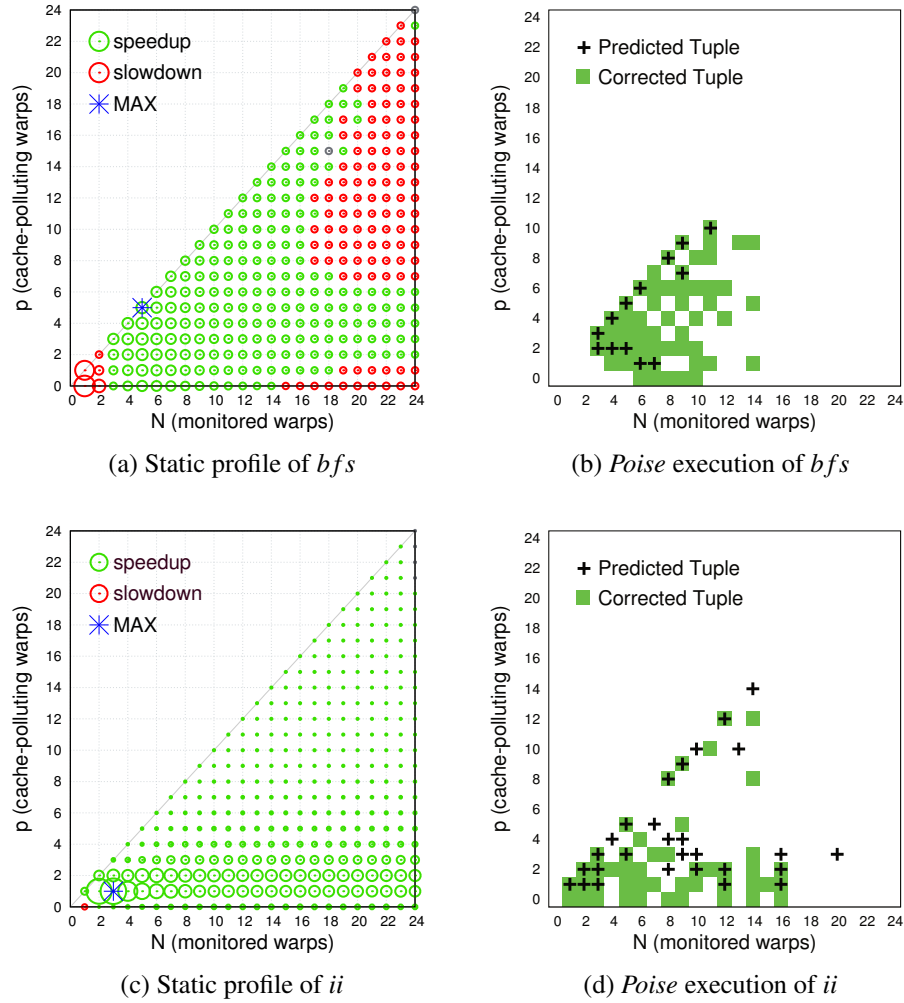 24
22
20
18
16
14
12
10
8
6
4
2
0
speedup
slowdown
MAX
p (cache-polluting warps)
0 2 4 6 8 10 12 14 16 18 20 22 24
N (monitored warps)
(a) Static profile of bfs
24
22
20
18
16
14
12
10
8
6
4
2
0
Predicted Tuple
Corrected Tuple
p (cache-polluting warps)
0 2 4 6 8 10 12 14 16 18 20 22 24
N (monitored warps)
(b) Poise execution of bfs
24
22
20
18
16
14
12
10
8
6
4
2
0
speedup
slowdown
MAX
p (cache-polluting warps)
0 2 4 6 8 10 12 14 16 18 20 22 24
N (monitored warps)
(c) Static profile of ii
24
22
20
18
16
14
12
10
8
6
4
2
0
Predicted Tuple
Corrected Tuple
p (cache-polluting warps)
0 2 4 6 8 10 12 14 16 18 20 22 24
N (monitored warps)
(d) Poise execution of ii